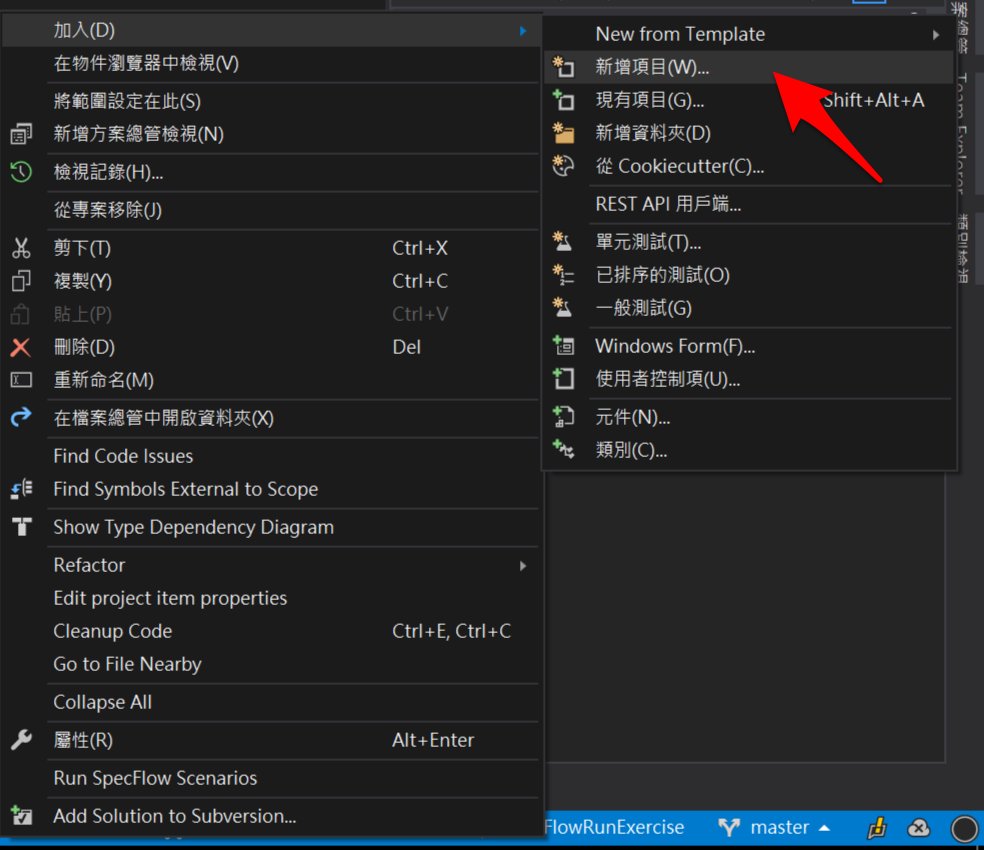 加入(D)
在物件瀏覽器中檢視(V)
將範圍設定在此(S)
新增方案總管檢視(N)
檢視記錄(H)...
從專案移除(J)
剪下(T) Ctrl+X
複製(Y) Ctrl+C
貼上(P) Ctrl+V
刪除(D) Del
重新命名(M)
在檔案總管中開啟資料夾(X)
Find Code Issues
Find Symbols External to Scope
Show Type Dependency Diagram
Refactor
Edit project item properties
Cleanup Code Ctrl+E, Ctrl+C
Go to File Nearby
Collapse All
屬性(R) Alt+Enter
Run SpecFlow Scenarios
Add Solution to Subversion...
New from Template
新增項目(W)...
現有項目(G)... Shift+Alt+A
新增資料夾(D)
從 Cookiecutter(C)...
REST API 用戶端...
單元測試(T)...
已排序的測試(O)
一般測試(G)
Windows Form(F)...
使用者控制項(U)...
元件(N)...
類別(C)...
Team Explorer
類別檢視
FlowRunExercise master